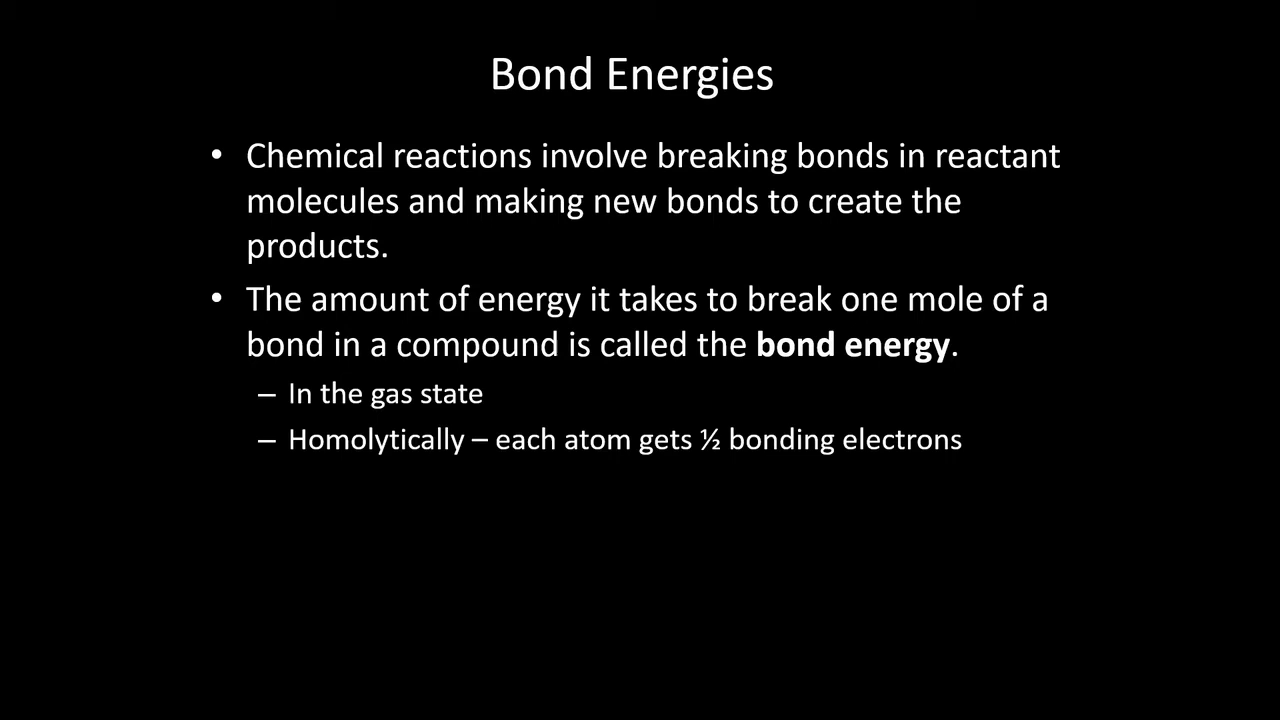 Bond Energies
• Chemical reactions involve breaking bonds in reactant
molecules and making new bonds to create the
products.
• The amount of energy it takes to break one mole of a
bond in a compound is called the bond energy.
– In the gas state
– Homolytically – each atom gets ½ bonding electrons